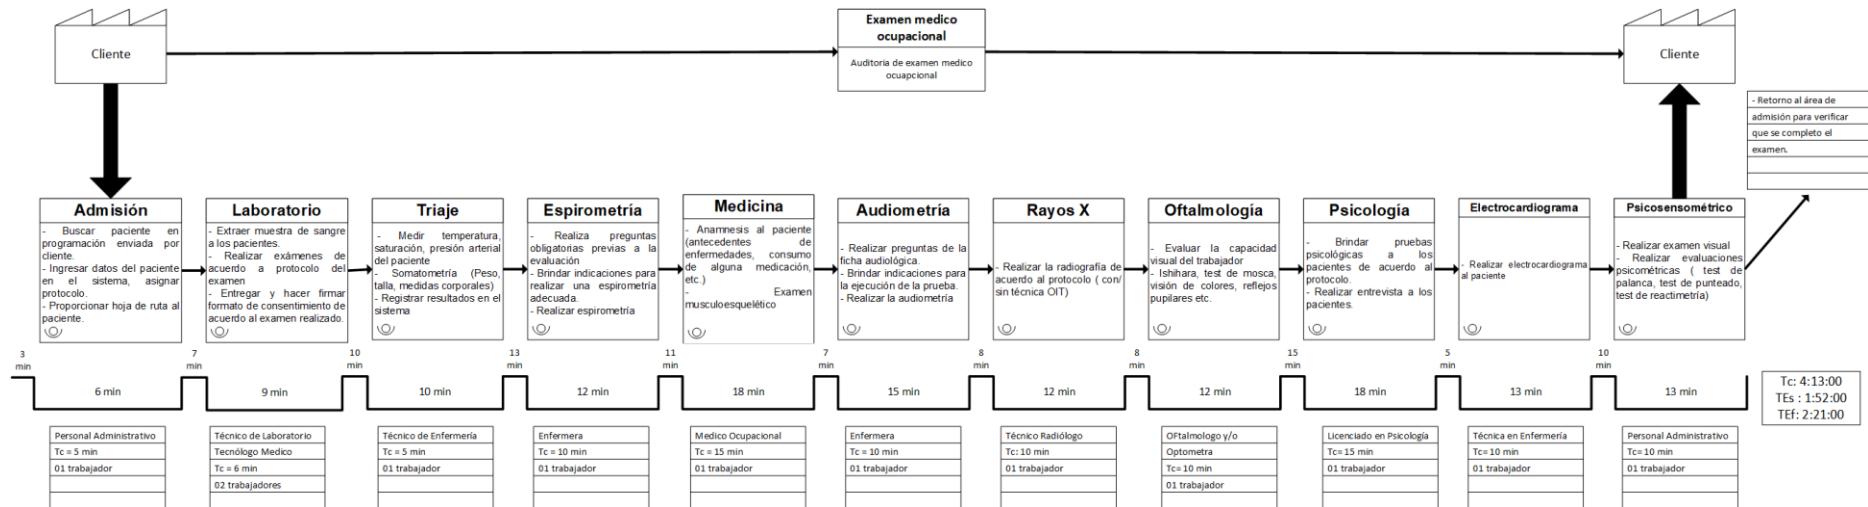 Cliente
Examen medico
ocupacional
Auditoria de examen medico
ocuapcional
Cliente
- Retorno al área de
admisión para verificar
que se completo el
examen.
Admisión
- Buscar paciente en
programación enviada por
cliente.
- Ingresar datos del paciente
en el sistema, asignar
protocolo.
- Proporcionar hoja de ruta al
paciente.
Laboratorio
- Extraer muestra de sangre
a los pacientes.
- Realizar exámenes de
acuerdo a protocolo del
examen
- Entregar y hacer firmar
formato de consentimiento de
acuerdo al examen realizado.
Triaje
- Medir temperatura,
saturación, presión arterial
del paciente
- Somatometría (Peso,
talla, medidas corporales)
- Registrar resultados en el
sistema
Espirometría
- Realiza preguntas
obligatorias previas a la
evaluación
- Brindar indicaciones para
realizar una espirometría
adecuada.
- Realizar espirometría
Medicina
- Anamnesis al paciente
(antecedentes de
enfermedades, consumo
de alguna medicación,
etc.)
- Examen
musculoesquelético
Audiometría
- Realizar preguntas de la
ficha audiológica.
- Brindar indicaciones para
la ejecución de la prueba.
- Realizar la audiometría
Rayos X
- Realizar la radiografía de
acuerdo al protocolo ( con/
sin técnica OIT)
Oftalmología
- Evaluar la capacidad
visual del trabajador
- Ishihara, test de mosca,
visión de colores, reflejos
pupilares etc.
Psicología
- Brindar pruebas
psicológicas a los
pacientes de acuerdo al
protocolo.
- Realizar entrevista a los
pacientes.
Electrocardiograma
- Realizar electrocardiograma
al paciente
Psicosensométrico
- Realizar examen visual
- Realizar evaluaciones
psicométricas ( test de
palanca, test de punteado,
test de reactimetría)
3
min
7
min
10
min
13
min
11
min
7
min
8
min
8
min
15
min
5
min
10
min
6 min
9 min
10 min
12 min
18 min
15 min
12 min
12 min
18 min
13 min
13 min
Tc: 4:13:00
TEs : 1:52:00
TEf: 2:21:00
Personal Administrativo
Tc = 5 min
01 trabajador
Técnico de Laboratorio
Tecnólogo Medico
Tc = 6 min
02 trabajadores
Técnico de Enfermería
Tc = 5 min
01 trabajador
Enfermera
Tc = 10 min
01 trabajador
Medico Ocupacional
Tc = 15 min
01 trabajador
Enfermera
Tc = 10 min
01 trabajador
Técnico Radiólogo
Tc: 10 min
01 trabajador
OFtalmologo y/o
Optometra
Tc= 10 min
01 trabajador
Licenciado en Psicología
Tc= 15 min
01 trabajador
Técnica en Enfermería
Tc= 10 min
01 trabajador
Personal Administrativo
Tc= 10 min
01 trabajador